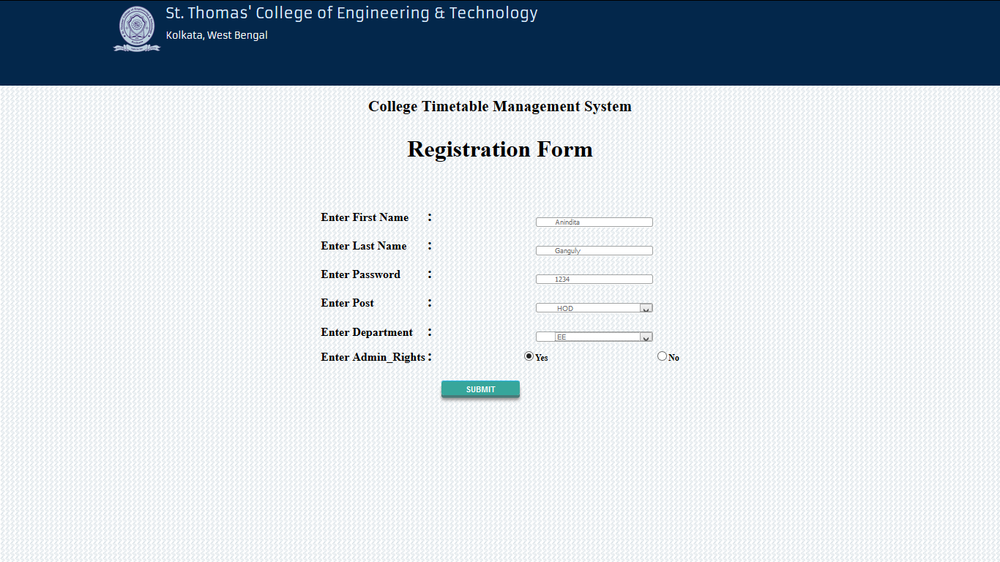 St. Thomas' College of Engineering & Technology
Kolkata, West Bengal
College Timetable Management System
Registration Form
Enter First Name : Anindita
Enter Last Name : Ganguly
Enter Password : 1234
Enter Post : HOD
Enter Department : EE
Enter Admin_Rights : Yes No
SUBMIT